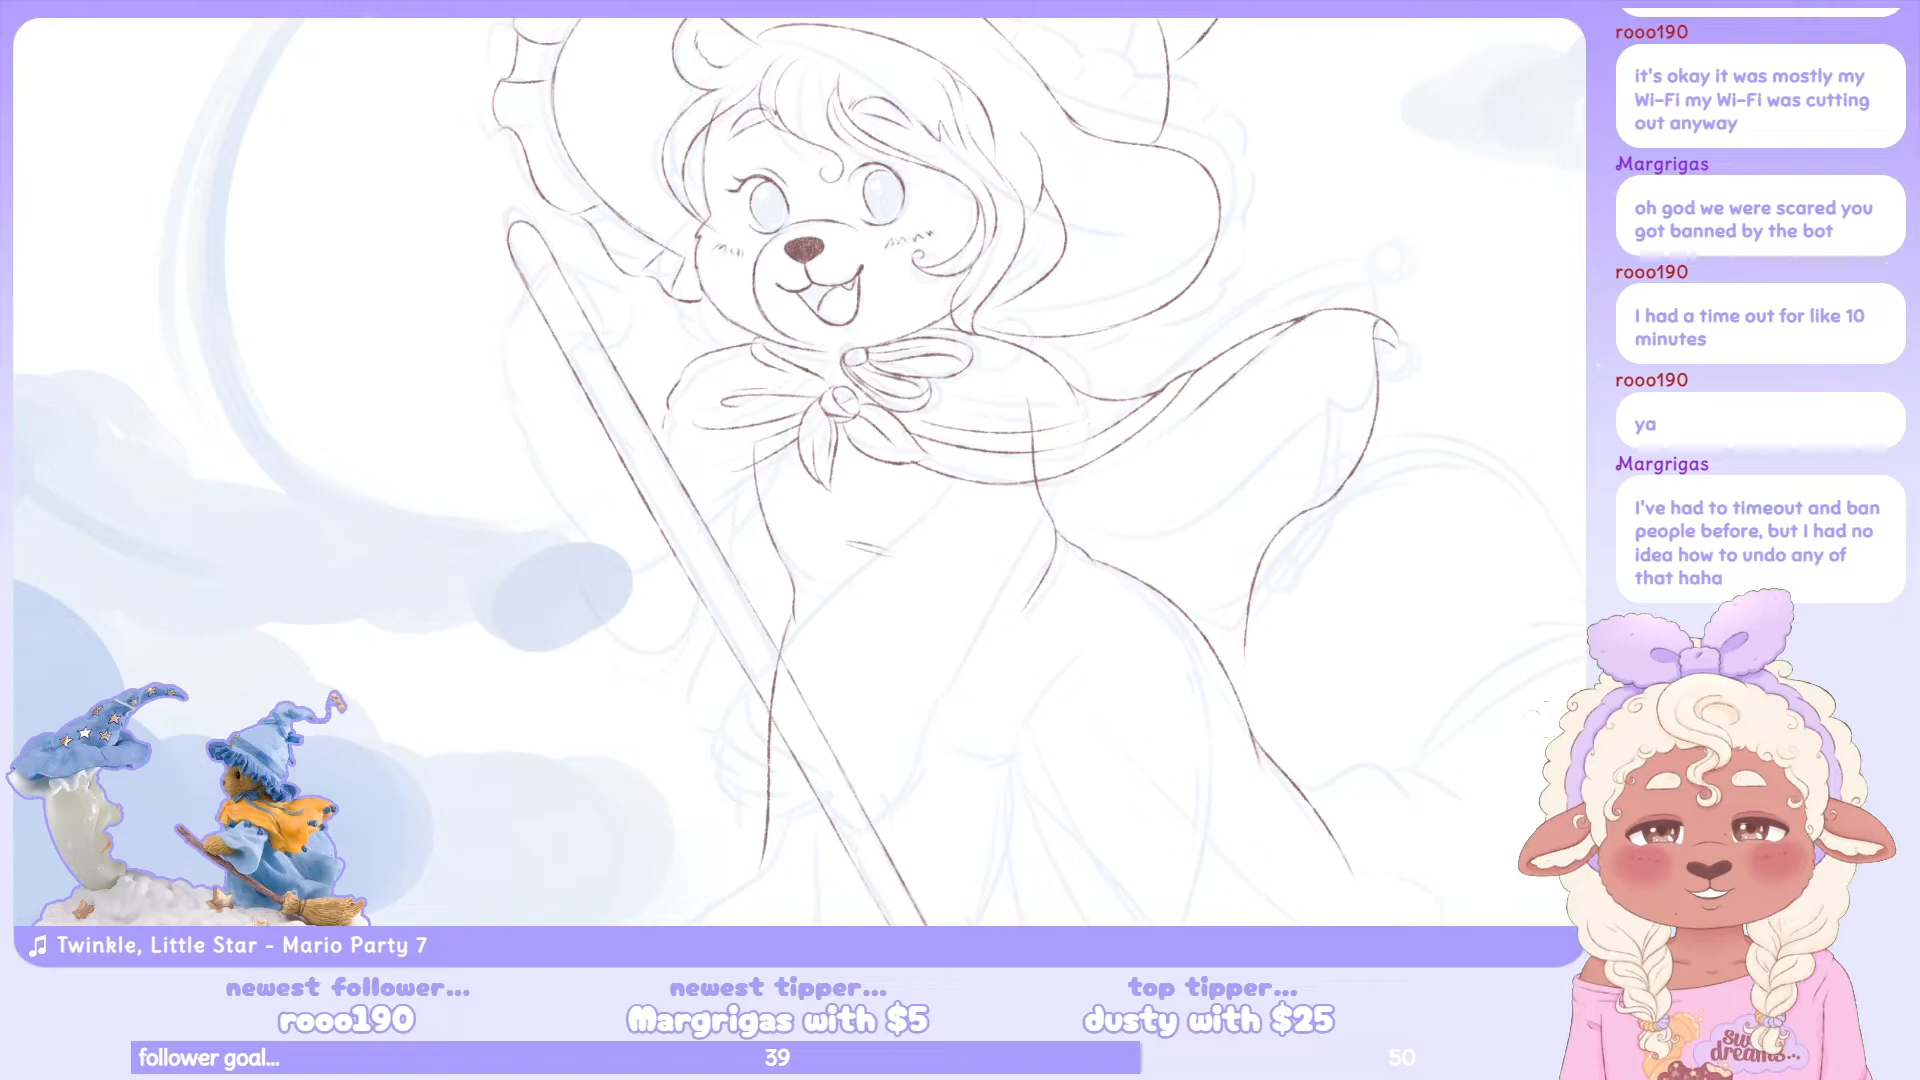 rooo190
it's okay it was mostly my
Wi-Fi my Wi-Fi was cutting
out anyway
Margrigas
oh god we were scared you
got banned by the bot
rooo190
I had a time out for like 10
minutes
rooo190
ya
Margrigas
I've had to timeout and ban
people before, but I had no
idea how to undo any of
that haha
Twinkle, Little Star - Mario Party 7
newest follower...
rooo190
newest tipper...
Margrigas with $5
top tipper...
dusty with $25
follower goal...
39
50
dreams...